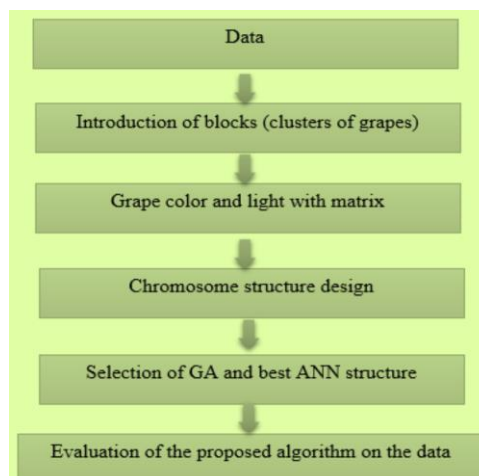 Data
Introduction of blocks (clusters of grapes)
Grape color and light with matrix
Chromosome structure design
Selection of GA and best ANN structure
Evaluation of the proposed algorithm on the data